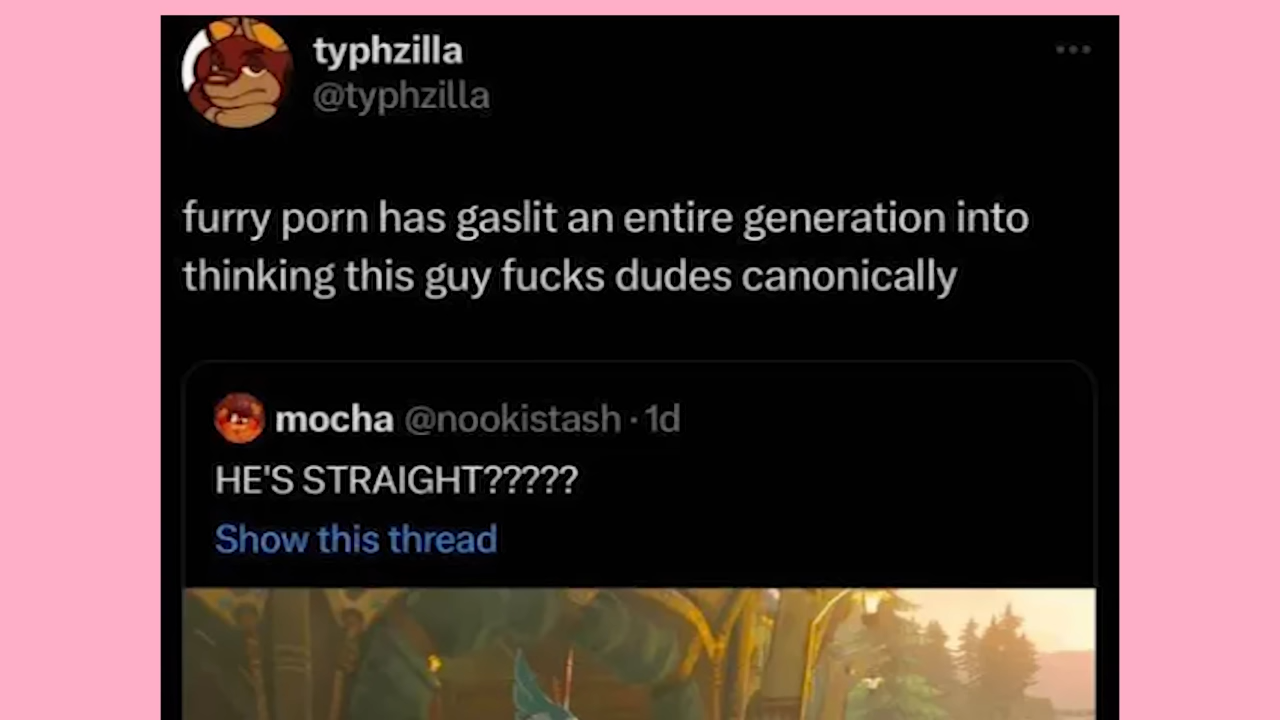 typhzilla
@typhzilla
furry porn has gaslit an entire generation into
thinking this guy fucks dudes canonically
mocha @nookistash · 1d
HE'S STRAIGHT?????
Show this thread